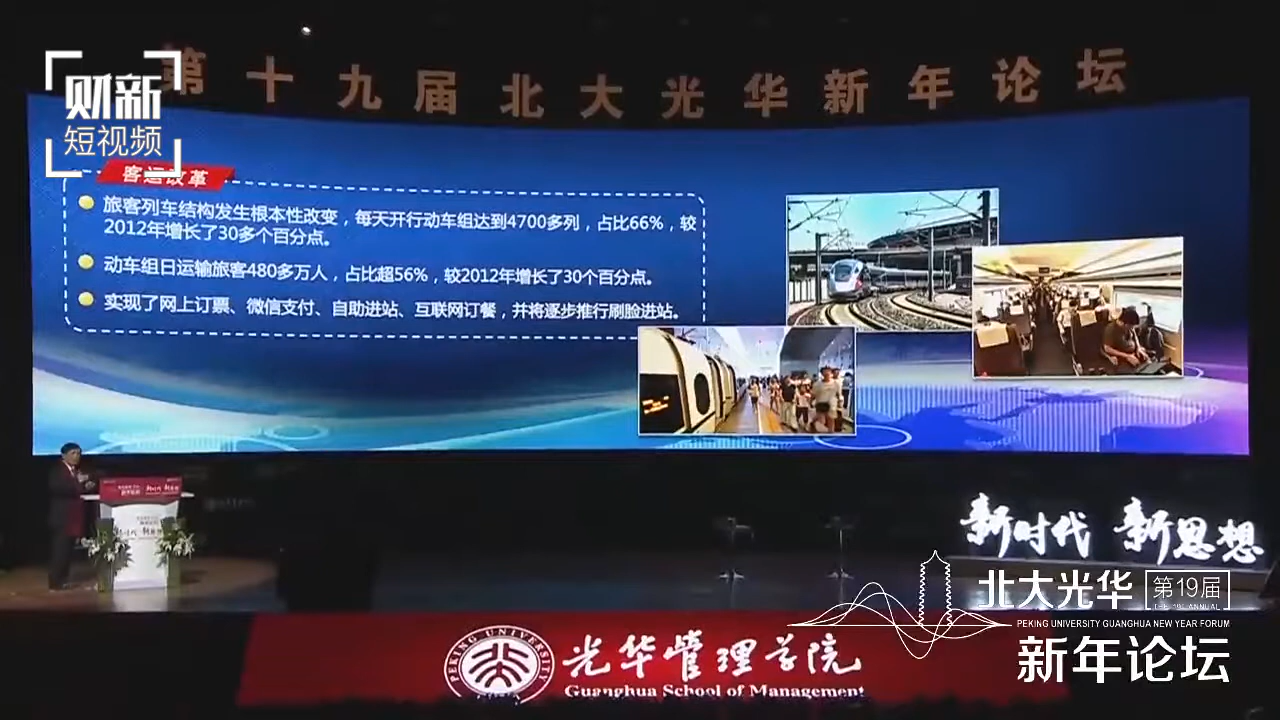 第十九届北大光华新年论坛
财新
短视频
客运改革
旅客列车结构发生根本性改变，每天开行动车组达到4700多列，占比66%，较
2012年增长了30多个百分点。
动车组日运输旅客480多万人，占比超56%，较2012年增长了30个百分点。
实现了网上订票、微信支付、自助进站、互联网订餐，并将逐步推行刷脸进站。
新时代 新思想
北大光华 第19届
THE 19th ANNUAL
PEKING UNIVERSITY GUANGHUA NEW YEAR FORUM
新年论坛
PEKING UNIVERSITY
光华管理学院
Guanghua School of Management